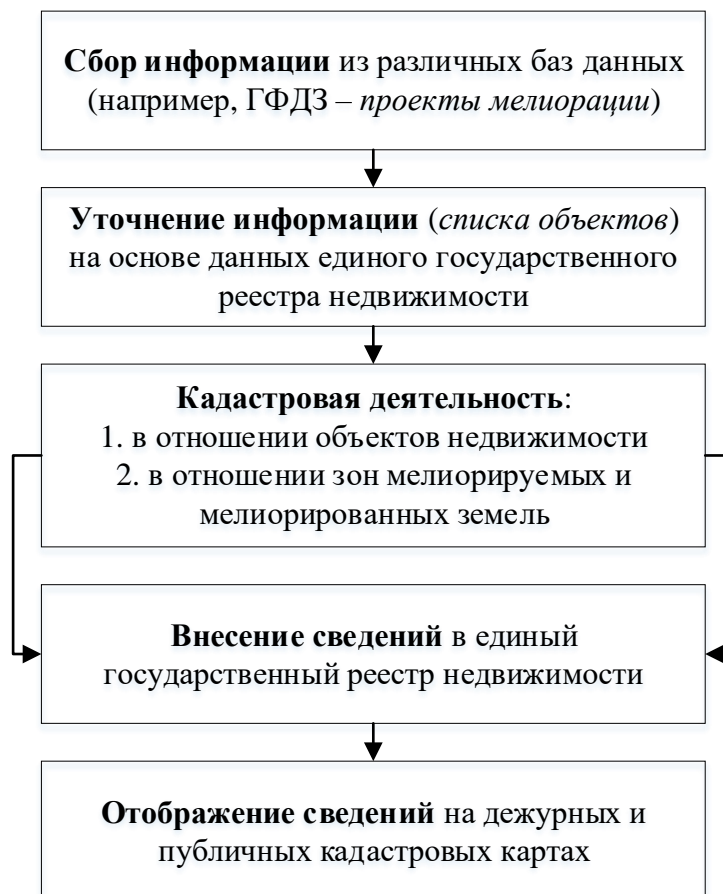 Сбор информации из различных баз данных
(например, ГФДЗ – проекты мелиорации)
Уточнение информации (списка объектов)
на основе данных единого государственного
реестра недвижимости
Кадастровая деятельность:
1. в отношении объектов недвижимости
2. в отношении зон мелиорируемых и
мелиорированных земель
Внесение сведений в единый
государственный реестр недвижимости
Отображение сведений на дежурных и
публичных кадастровых картах